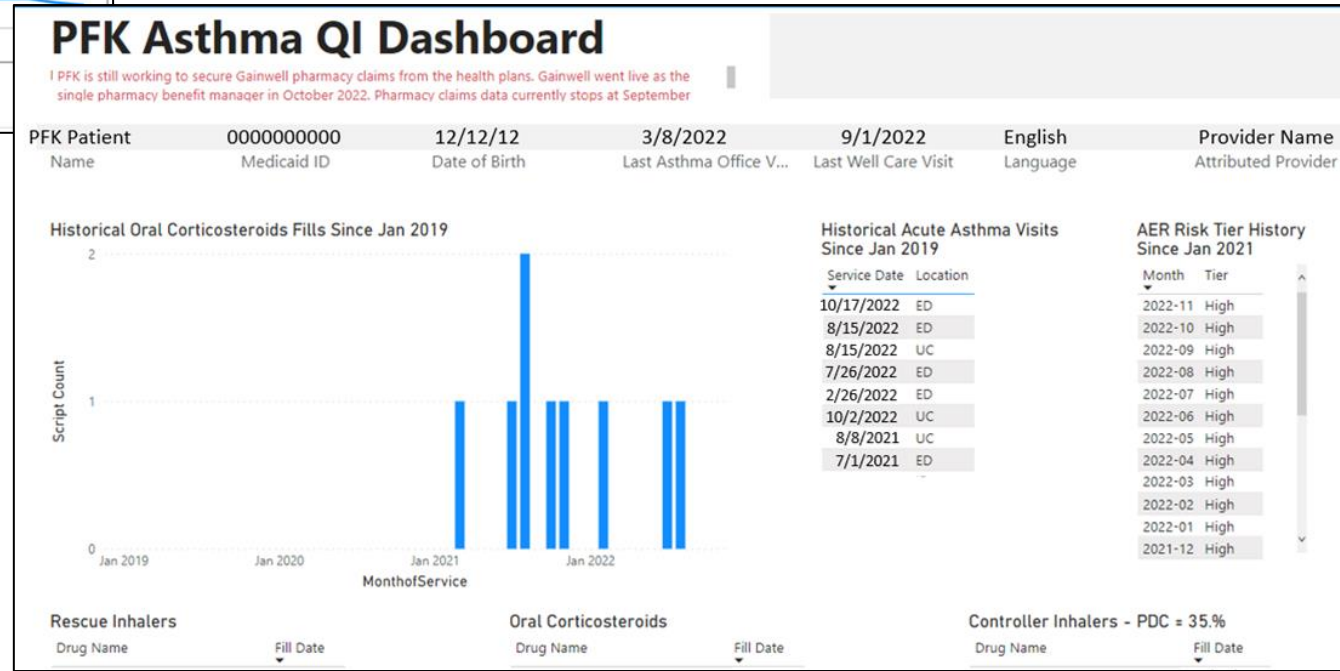 PFK Asthma QI Dashboard
PFK is still working to secure Gainwell pharmacy claims from the health plans. Gainwell went live as the
single pharmacy benefit manager in October 2022. Pharmacy claims data currently stops at September
PFK Patient 0000000000 12/12/12 3/8/2022 9/1/2022 English Provider Name
Name Medicaid ID Date of Birth Last Asthma Office V... Last Well Care Visit Language Attributed Provider
Historical Oral Corticosteroids Fills Since Jan 2019
2
1
0
Script Count
Jan 2019 Jan 2020 Jan 2021 Jan 2022
MonthofService
Historical Acute Asthma Visits
Since Jan 2019
Service Date Location
10/17/2022 ED
8/15/2022 ED
8/15/2022 UC
7/26/2022 ED
2/26/2022 ED
10/2/2022 UC
8/8/2021 UC
7/1/2021 ED
AER Risk Tier History
Since Jan 2021
Month Tier
2022-11 High
2022-10 High
2022-09 High
2022-08 High
2022-07 High
2022-06 High
2022-05 High
2022-04 High
2022-03 High
2022-02 High
2022-01 High
2021-12 High
Rescue Inhalers
Drug Name Fill Date
Oral Corticosteroids
Drug Name Fill Date
Controller Inhalers - PDC = 35.%
Drug Name Fill Date